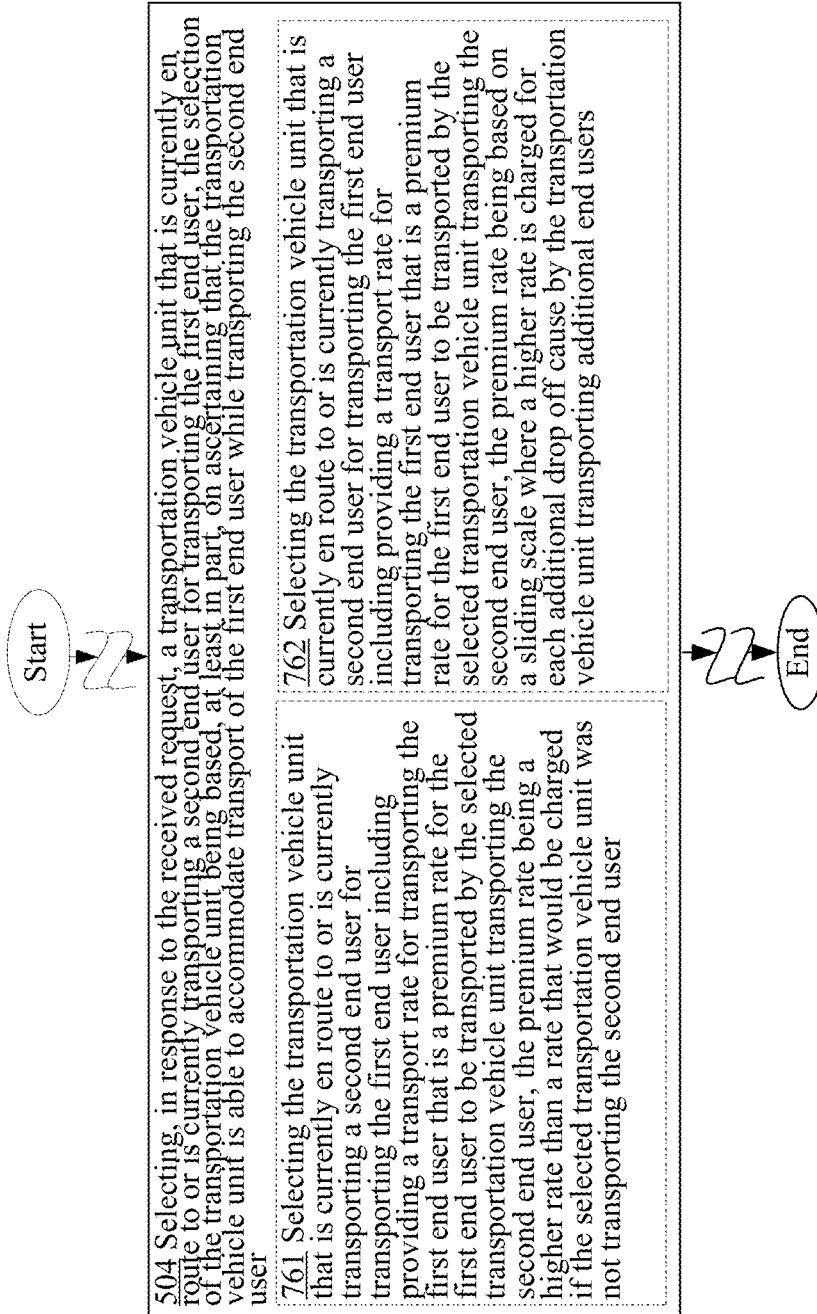 Start
504 Selecting, in response to the received request, a transportation vehicle unit that is currently en
route to or is currently transporting a second end user for transporting the first end user, the selection
of the transportation vehicle unit being based, at least in part, on ascertaining that the transportation
vehicle unit is able to accommodate transport of the first end user while transporting the second end
user
761 Selecting the transportation vehicle unit
that is currently en route to or is currently
transporting a second end user for
transporting the first end user including
providing a transport rate for transporting the
first end user that is a premium rate for the
first end user to be transported by the selected
transportation vehicle unit transporting the
second end user, the premium rate being a
higher rate than a rate that would be charged
if the selected transportation vehicle unit was
not transporting the second end user
762 Selecting the transport vehicle unit that is
currently en route to or is currently transporting a
second end user for transporting the first end user
including providing a transport rate for
transporting the first end user that is a premium
rate for the first end user to be transported by the
selected transportation vehicle unit transporting the
second end user, the premium rate being based on
a sliding scale where a higher rate is charged for
each additional drop off cause by the transportation
vehicle unit transporting additional end users
End